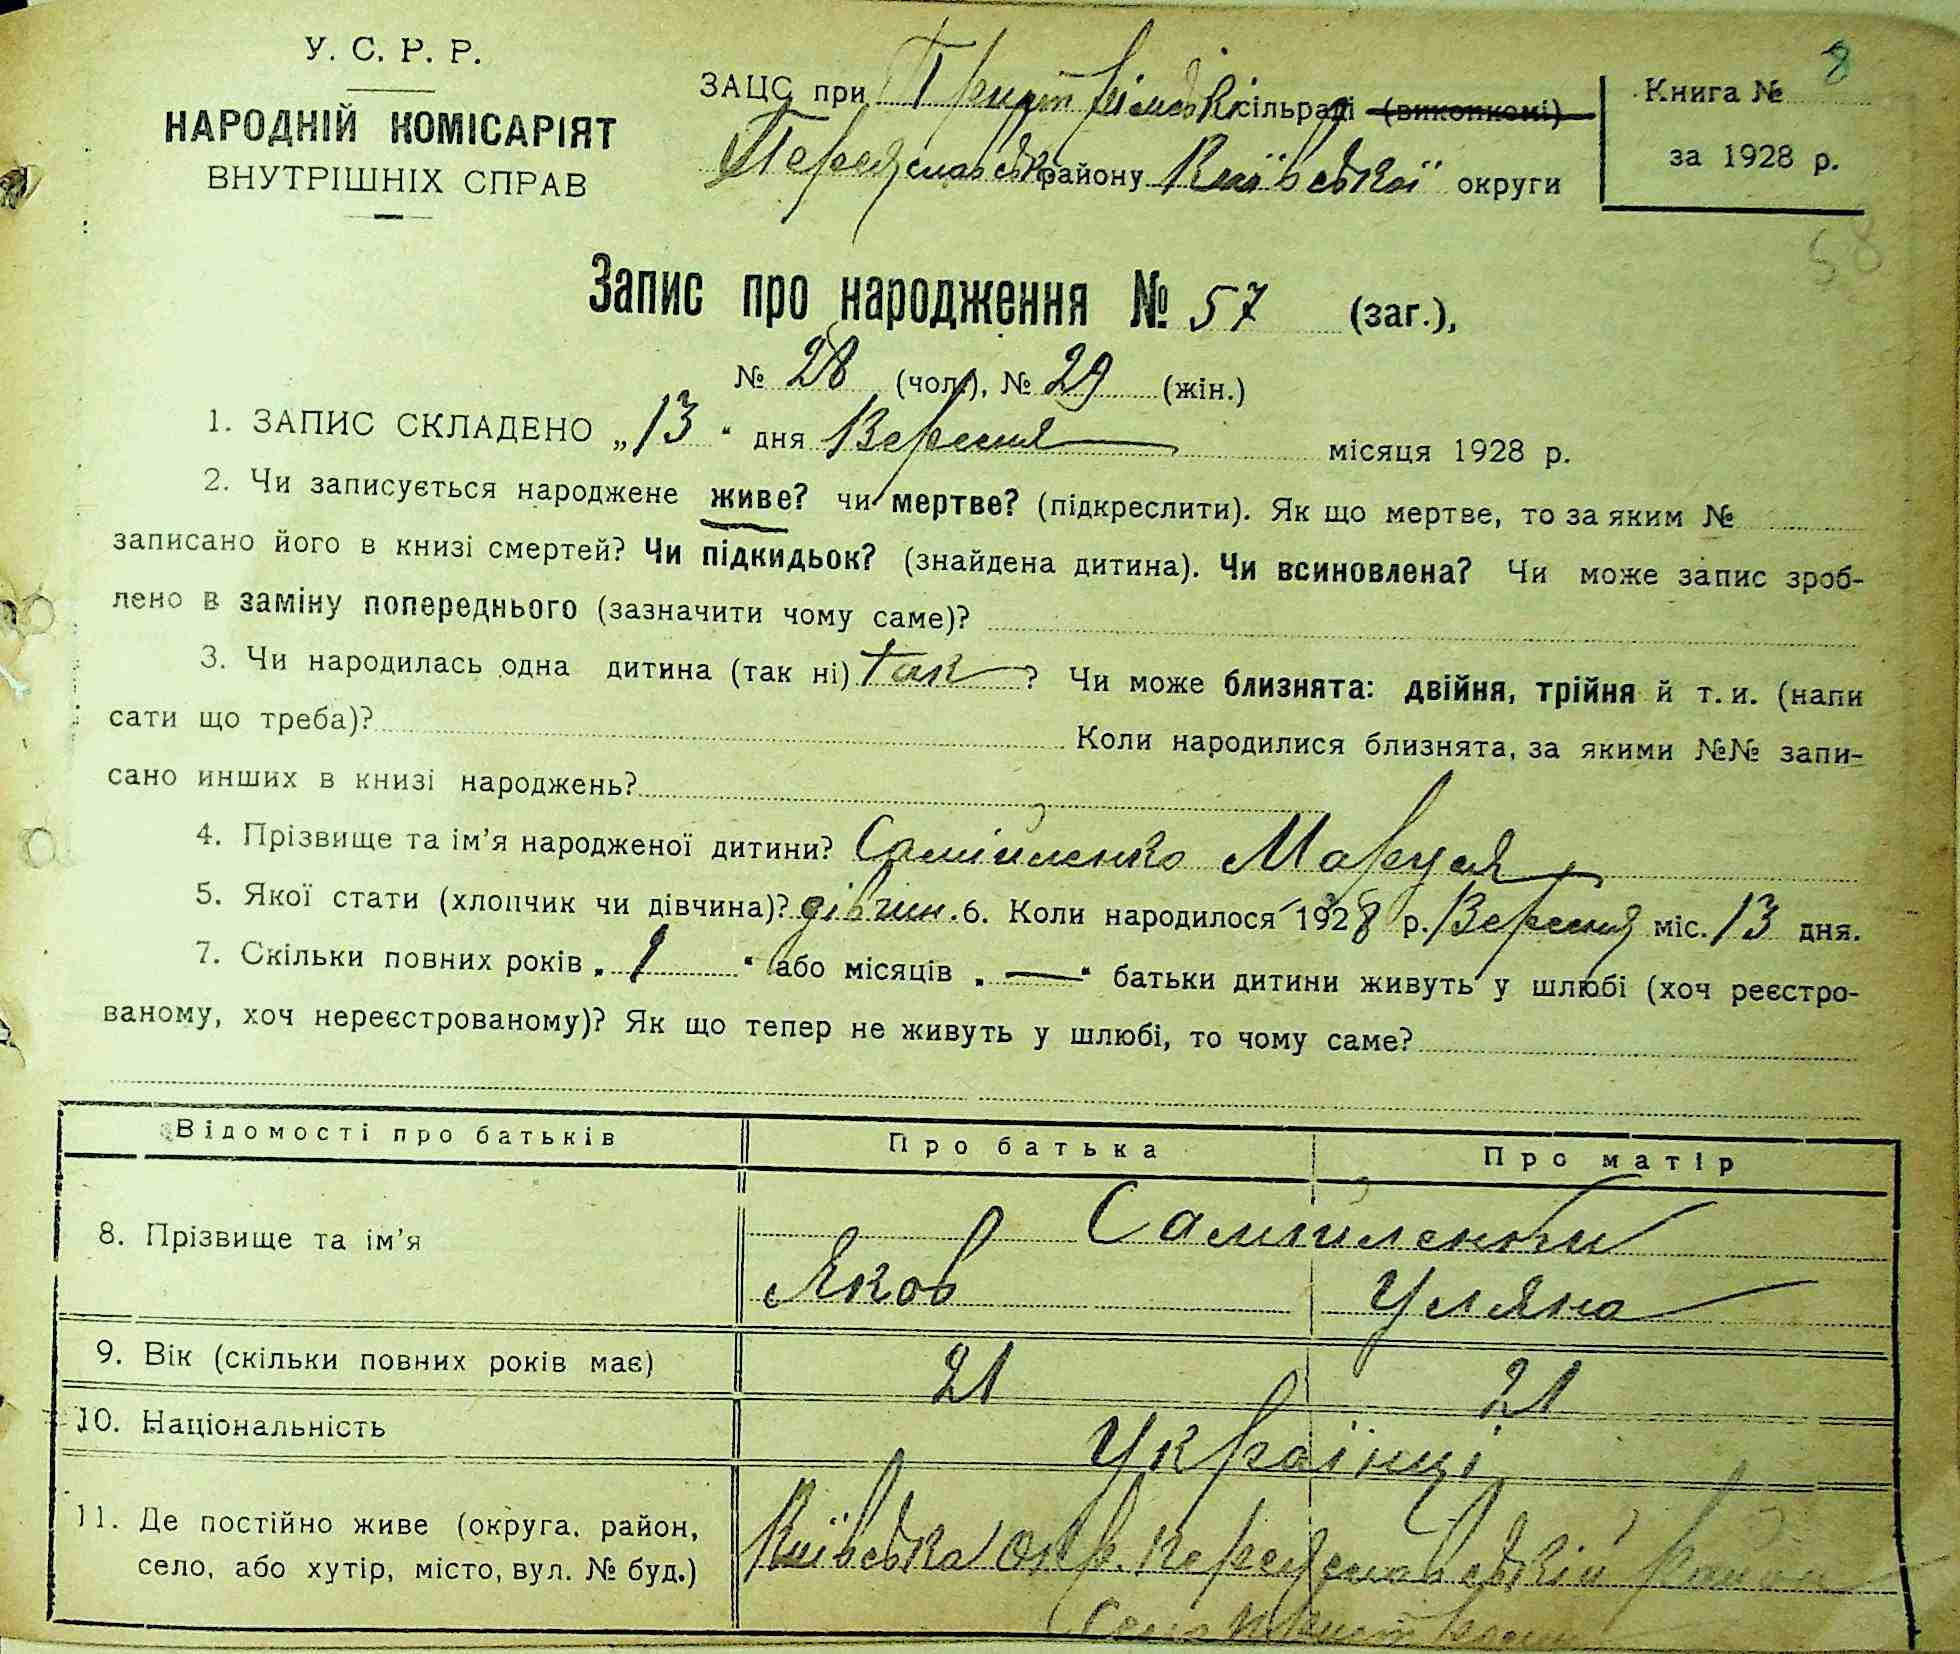 У. С. Р. Р.
НАРОДНІЙ КОМІСАРІЯТ
ВНУТРІШНІХ СПРАВ
ЗАЦС при сільраді (виконкомі)
Переяславськ району Київської округи
Книга № 8
за 1928 р.
58
Запис про народження № 57 (заг.),
№ 28 (чол.), № 29 (жін.)
1. ЗАПИС СКЛАДЕНО „13“ дня Вересня місяця 1928 р.
2. Чи записується народжене живе? чи мертве? (підкреслити). Як що мертве, то за яким №
записано його в книзі смертей? Чи підкидьок? (знайдена дитина). Чи всиновлена? Чи може запис зроб-
лено в заміну попереднього (зазначити чому саме)?
3. Чи народилась одна дитина (так ні) так ? Чи може близнята: двійня, трійня й т. и. (напи
сати що треба)? Коли народилися близнята, за якими №№ запи-
сано инших в книзі народжень?
4. Прізвище та ім’я народженої дитини? Самійленко Маруся
5. Якої стати (хлопчик чи дівчина)? дівчин. 6. Коли народилося 1928 р. Вересня міс. 13 дня.
7. Скільки повних років „ 1 “ або місяців „ — “ батьки дитини живуть у шлюбі (хоч реєстро-
ваному, хоч нереєстрованому)? Як що тепер не живуть у шлюбі, то чому саме?
Відомості про батьків Про батька Про матір
8. Прізвище та ім’я Самійленки
Яков Уляна
9. Вік (скільки повних років має) 21 21
10. Національність Українці
11. Де постійно живе (округа, район, Київська окр. Переяславській район
село, або хутір, місто, вул. № буд.)
Село